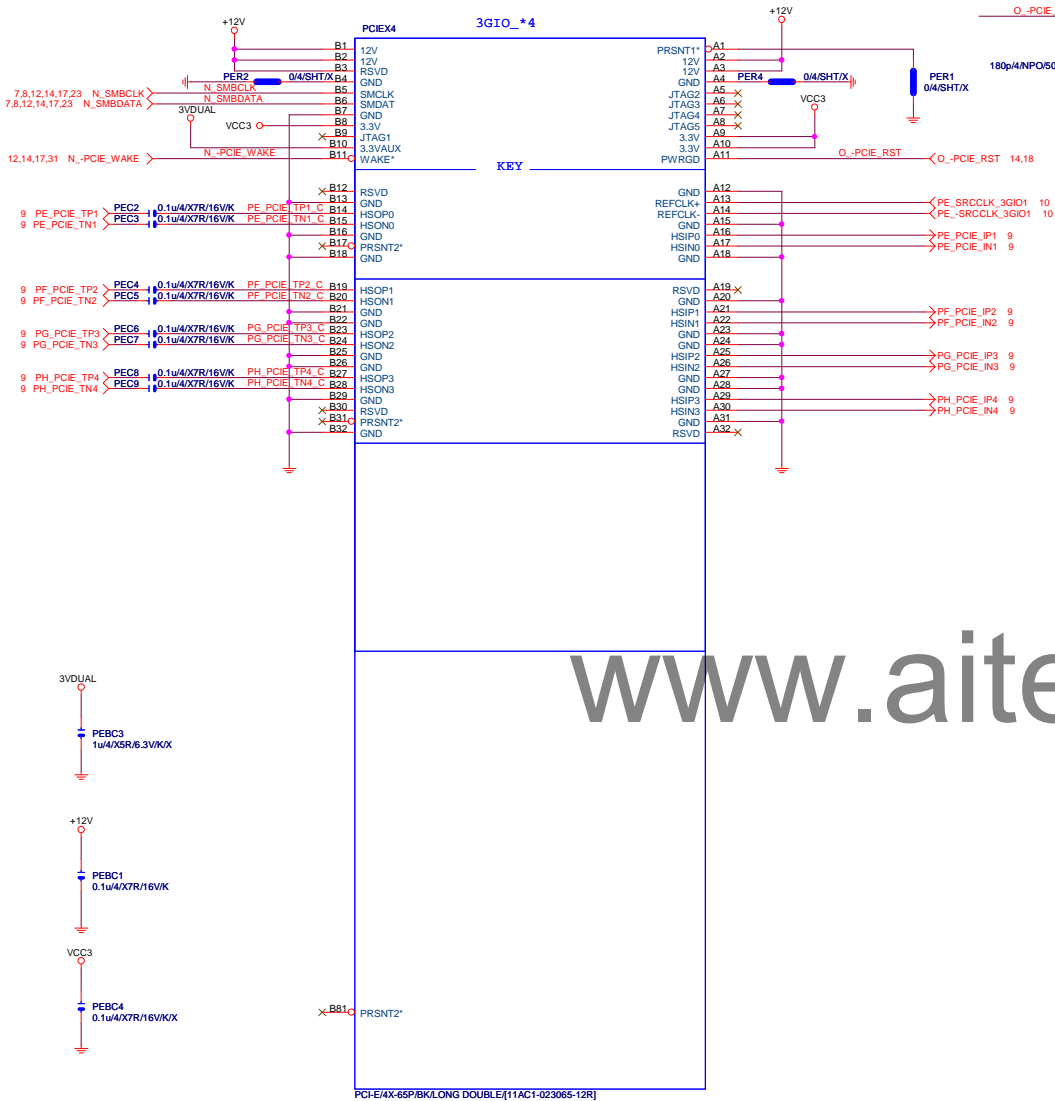 3GIO_*4
O_-PCIE_
+12V
PCIEX4
+12V
B1 12V PRSNT1* A1
B2 12V 12V A2
B3 RSVD 12V A3
PER2 0/4/SHT/X B4 GND GND A4 PER4 0/4/SHT/X
180p/4/NPO/50
PER1
0/4/SHT/X
7,8,12,14,17,23 N_SMBCLK N_SMBCLK B5 SMCLK JTAG2 A5
7,8,12,14,17,23 N_SMBDATA N_SMBDATA B6 SMDAT JTAG3 A6
3VDUAL B7 GND JTAG4 A7 VCC3
VCC3 B8 3.3V JTAG5 A8
B9 JTAG1 3.3V A9
B10 3.3VAUX 3.3V A10
12,14,17,31 N_-PCIE_WAKE N_-PCIE_WAKE B11 WAKE* PWRGD A11 O_-PCIE_RST O_-PCIE_RST 14,18
KEY
B12 RSVD GND A12
B13 GND REFCLK+ A13 PE_SRCCLK_3GIO1 10
9 PE_PCIE_TP1 PEC2 0.1u/4/X7R/16V/K PE_PCIE_TP1_C B14 HSOP0 REFCLK- A14 PE_-SRCCLK_3GIO1 10
9 PE_PCIE_TN1 PEC3 0.1u/4/X7R/16V/K PE_PCIE_TN1_C B15 HSON0 GND A15
B16 GND HSIP0 A16 PE_PCIE_IP1 9
B17 PRSNT2* HSIN0 A17 PE_PCIE_IN1 9
B18 GND GND A18
9 PF_PCIE_TP2 PEC4 0.1u/4/X7R/16V/K PF_PCIE_TP2_C B19 HSOP1 RSVD A19
9 PF_PCIE_TN2 PEC5 0.1u/4/X7R/16V/K PF_PCIE_TN2_C B20 HSON1 GND A20
B21 GND HSIP1 A21 PF_PCIE_IP2 9
B22 GND HSIN1 A22 PF_PCIE_IN2 9
9 PG_PCIE_TP3 PEC6 0.1u/4/X7R/16V/K PG_PCIE_TP3_C B23 HSOP2 GND A23
9 PG_PCIE_TN3 PEC7 0.1u/4/X7R/16V/K PG_PCIE_TN3_C B24 HSON2 GND A24
B25 GND HSIP2 A25 PG_PCIE_IP3 9
B26 GND HSIN2 A26 PG_PCIE_IN3 9
9 PH_PCIE_TP4 PEC8 0.1u/4/X7R/16V/K PH_PCIE_TP4_C B27 HSOP3 GND A27
9 PH_PCIE_TN4 PEC9 0.1u/4/X7R/16V/K PH_PCIE_TN4_C B28 HSON3 GND A28
B29 GND HSIP3 A29 PH_PCIE_IP4 9
B30 RSVD HSIN3 A30 PH_PCIE_IN4 9
B31 PRSNT2* GND A31
B32 GND RSVD A32
www.aite
3VDUAL
PEBC3
1u/4/X5R/6.3V/K/X
+12V
PEBC1
0.1u/4/X7R/16V/K
VCC3
PEBC4
0.1u/4/X7R/16V/K/X
B81 PRSNT2*
PCI-E/4X-65P/BK/LONG DOUBLE/[11AC1-023065-12R]